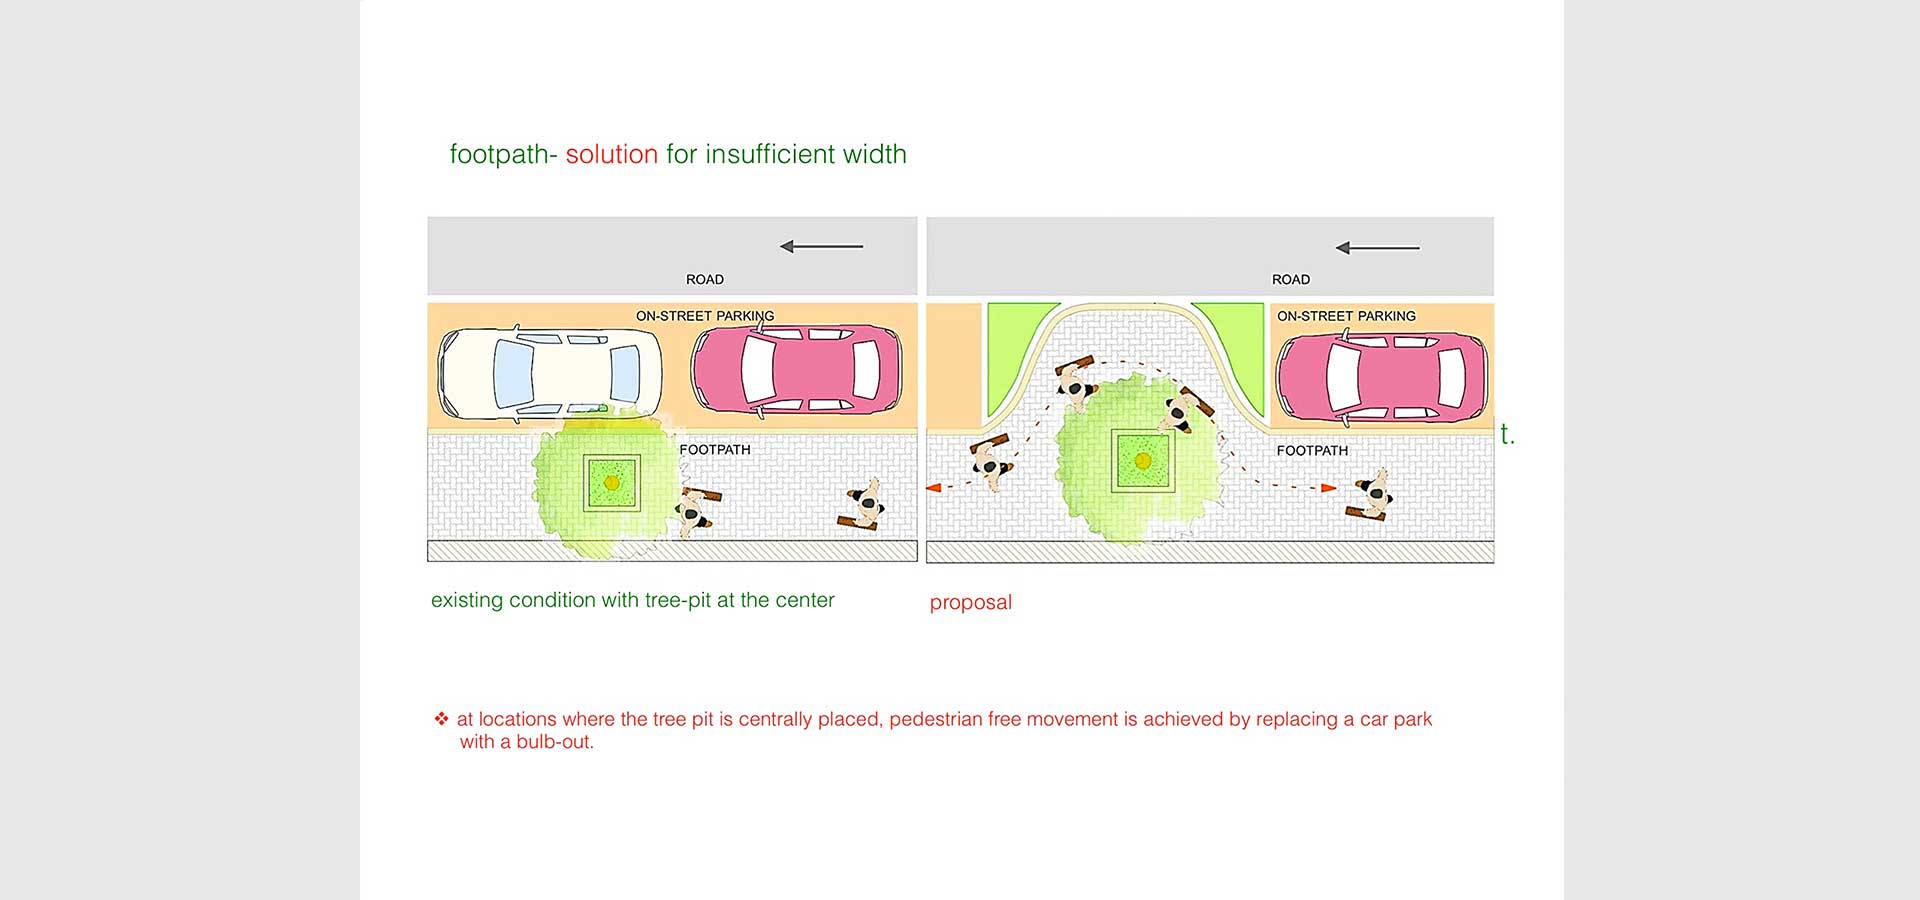 footpath- solution for insufficient width
ROAD
ON-STREET PARKING
FOOTPATH
ROAD
ON-STREET PARKING
FOOTPATH
t.
existing condition with tree-pit at the center
proposal
❖ at locations where the tree pit is centrally placed, pedestrian free movement is achieved by replacing a car park
with a bulb-out.